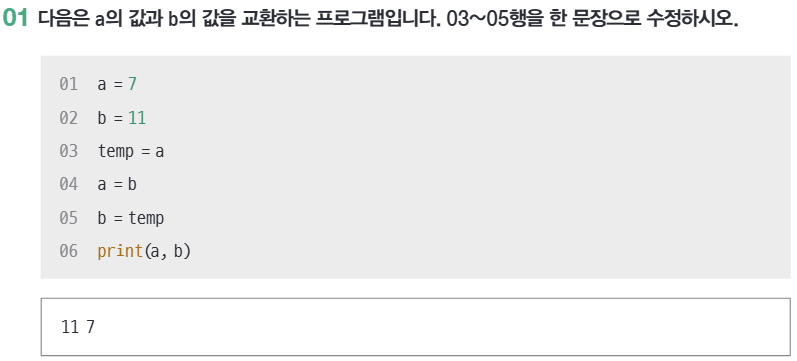 01 다음은 a의 값과 b의 값을 교환하는 프로그램입니다. 03~05행을 한 문장으로 수정하시오.
01 a = 7
02 b = 11
03 temp = a
04 a = b
05 b = temp
06 print(a, b)
11 7